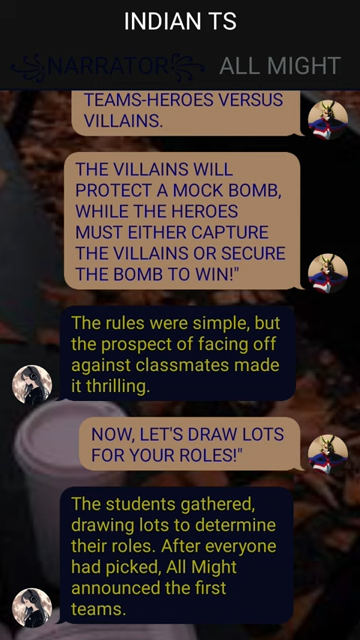 INDIAN TS
NARRATOR ALL MIGHT
TEAMS-HEROES VERSUS
VILLAINS.
THE VILLAINS WILL
PROTECT A MOCK BOMB,
WHILE THE HEROES
MUST EITHER CAPTURE
THE VILLAINS OR SECURE
THE BOMB TO WIN!"
The rules were simple, but
the prospect of facing off
against classmates made
it thrilling.
NOW, LET'S DRAW LOTS
FOR YOUR ROLES!"
The students gathered,
drawing lots to determine
their roles. After everyone
had picked, All Might
announced the first
teams.